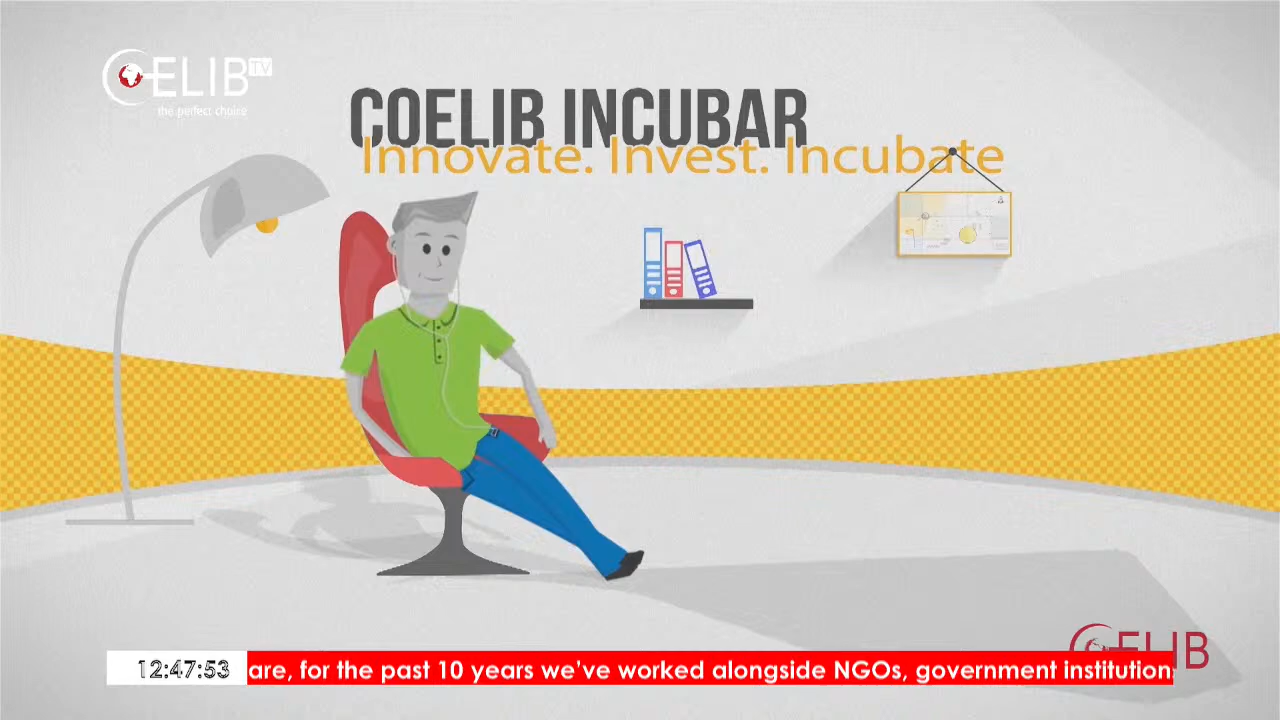 CELIB TV
the perfect choice
COELIB INCUBAR
Innovate. Invest. Incubate
CELIB
12:47:53
are, for the past 10 years we've worked alongside NGOs, government institution